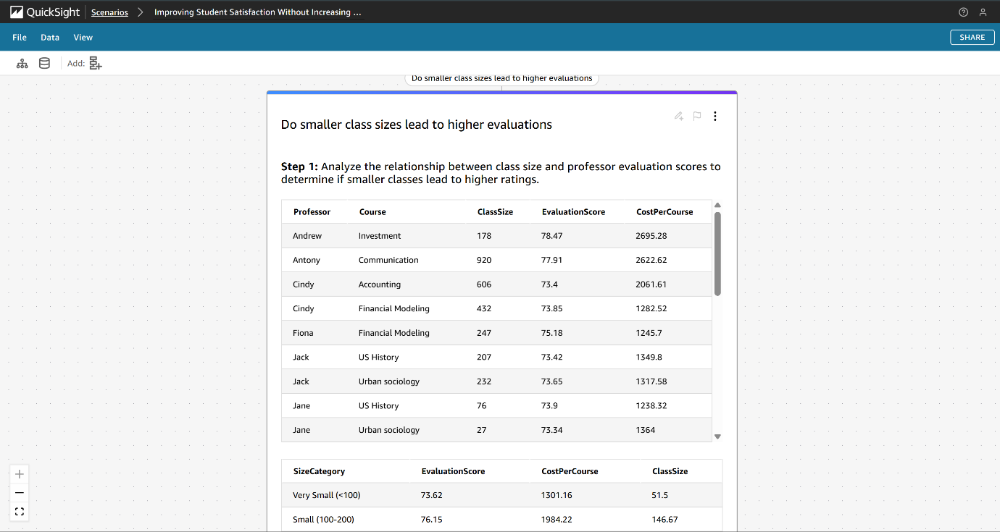 QuickSight Scenarios Improving Student Satisfaction Without Increasing ...
File Data View SHARE
Add:
Do smaller class sizes lead to higher evaluations
Do smaller class sizes lead to higher evaluations
Step 1: Analyze the relationship between class size and professor evaluation scores to
determine if smaller classes lead to higher ratings.
Professor Course ClassSize EvaluationScore CostPerCourse
Andrew Investment 178 78.47 2695.28
Antony Communication 920 77.91 2622.62
Cindy Accounting 606 73.4 2061.61
Cindy Financial Modeling 432 73.85 1282.52
Fiona Financial Modeling 247 75.18 1245.7
Jack US History 207 73.42 1349.8
Jack Urban sociology 232 73.65 1317.58
Jane US History 76 73.9 1238.32
Jane Urban sociology 27 73.34 1364
SizeCategory EvaluationScore CostPerCourse ClassSize
Very Small (<100) 73.62 1301.16 51.5
Small (100-200) 76.15 1984.22 146.67